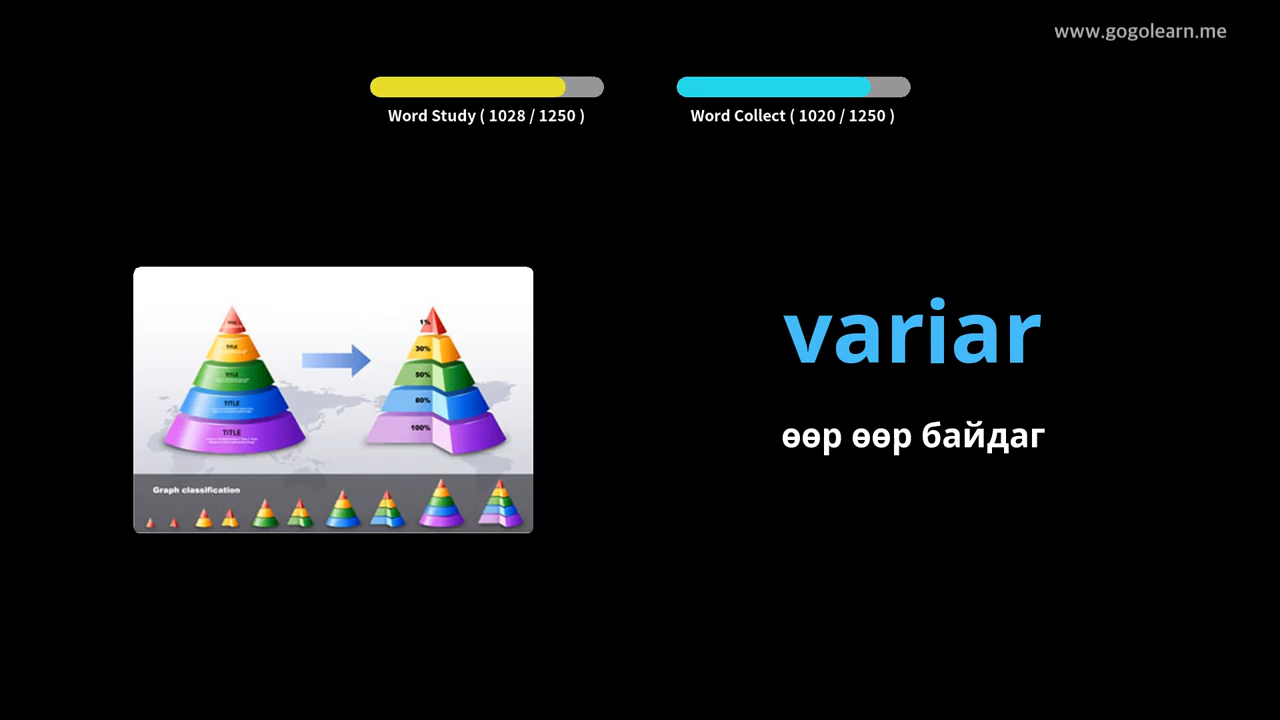 www.gogolearn.me
Word Study ( 1028 / 1250 )
Word Collect ( 1020 / 1250 )
variar
өөр өөр байдаг
TITLE
TITLE
TITLE
TITLE
1%
30%
50%
80%
100%
Graph classification